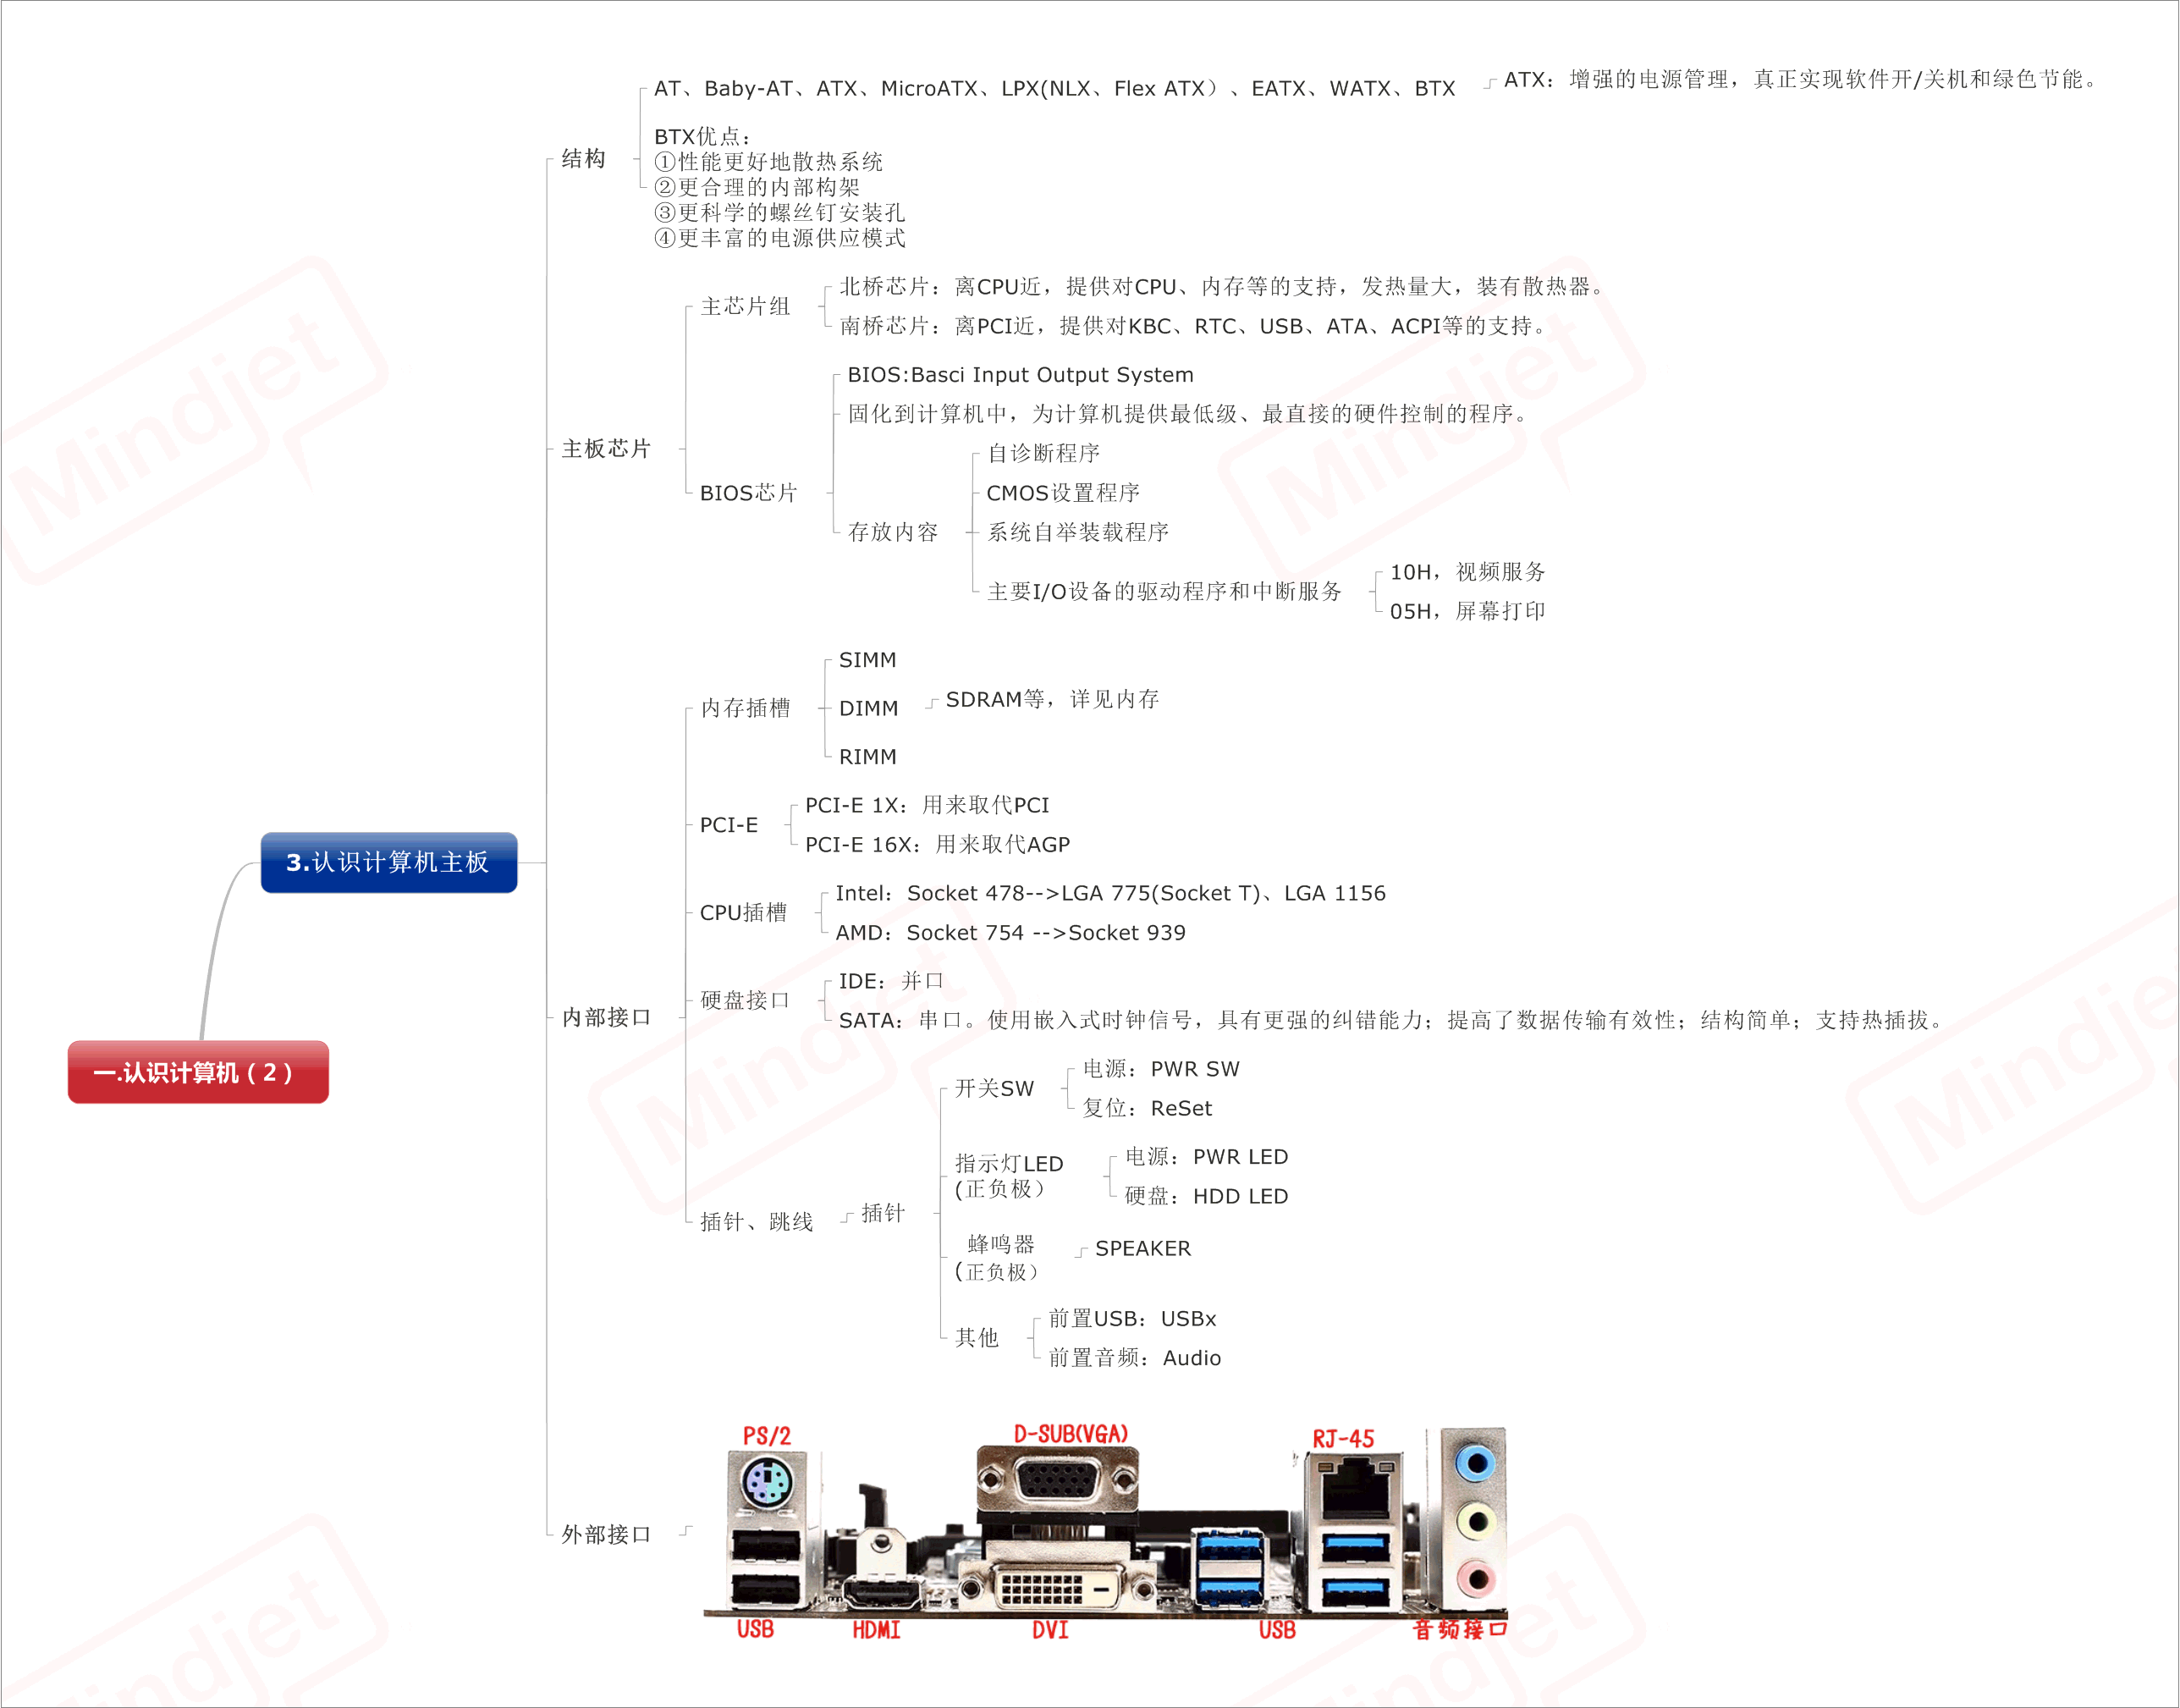 AT、Baby-AT、ATX、MicroATX、LPX(NLX、Flex ATX）、EATX、WATX、BTX
ATX：增强的电源管理，真正实现软件开/关机和绿色节能。
结构
BTX优点：
①性能更好地散热系统
②更合理的内部构架
③更科学的螺丝钉安装孔
④更丰富的电源供应模式
主板芯片
主芯片组
北桥芯片：离CPU近，提供对CPU、内存等的支持，发热量大，装有散热器。
南桥芯片：离PCI近，提供对KBC、RTC、USB、ATA、ACPI等的支持。
BIOS芯片
BIOS:Basci Input Output System
固化到计算机中，为计算机提供最低级、最直接的硬件控制的程序。
存放内容
自诊断程序
CMOS设置程序
系统自举装载程序
主要I/O设备的驱动程序和中断服务
10H，视频服务
05H，屏幕打印
3.认识计算机主板
一.认识计算机（2）
内部接口
内存插槽
SIMM
DIMM
SDRAM等，详见内存
RIMM
PCI-E
PCI-E 1X：用来取代PCI
PCI-E 16X：用来取代AGP
CPU插槽
Intel：Socket 478-->LGA 775(Socket T)、LGA 1156
AMD：Socket 754 -->Socket 939
硬盘接口
IDE：并口
SATA：串口。使用嵌入式时钟信号，具有更强的纠错能力；提高了数据传输有效性；结构简单；支持热插拔。
插针、跳线
插针
开关SW
电源：PWR SW
复位：ReSet
指示灯LED
(正负极）
电源：PWR LED
硬盘：HDD LED
蜂鸣器
(正负极）
SPEAKER
其他
前置USB：USBx
前置音频：Audio
外部接口
PS/2
D-SUB(VGA)
RJ-45
USB
HDMI
DVI
USB
音频接口
Mindjet
Mindjet
Mindjet
Mindjet
Mindjet
Mindjet